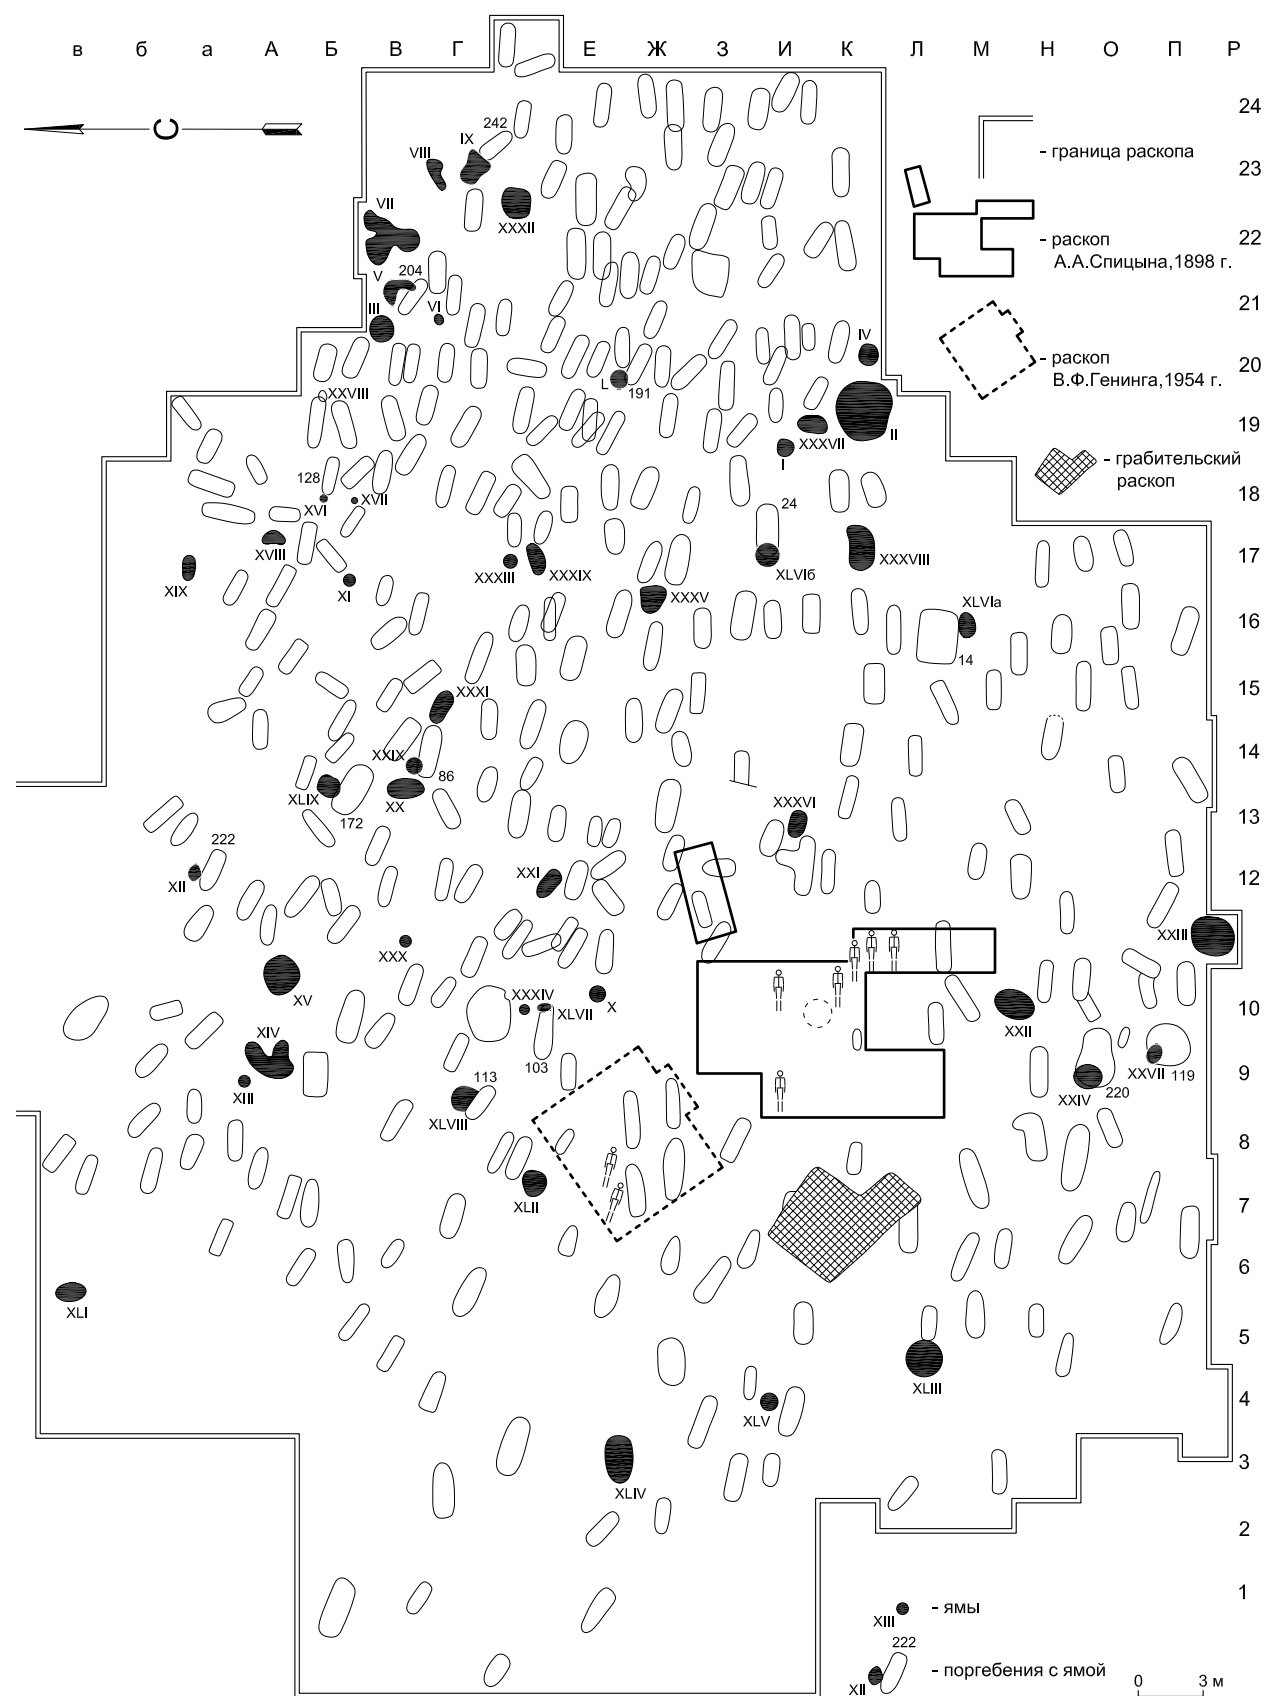 в б а А Б В Г Е Ж З И К Л М Н О П Р
24
С
242
IX
VIII
- граница раскопа
23
VII
XXXII
22
- раскоп
А.А.Спицына,1898 г.
V
204
III
VI
21
IV
20
- раскоп
В.Ф.Генинга,1954 г.
L
191
XXVIII
19
XXXVII
II
I
- грабительский
раскоп
128
XVI
XVII
18
24
XVIII
XIX
XI
XXXIII
XXXIX
XLVIб
XXXVIII
17
XXXV
XLVIа
16
14
XXXI
15
XXIX
86
14
XLIX
XX
172
XXXVI
13
222
XII
XXI
12
XXX
XXIII
11
XV
XXXIV
XLVII
X
XXII
10
XIV
XIII
103
113
XLVIII
XXVII
119
XXIV
220
9
8
XLII
7
XLI
6
5
XLIII
XLV
4
XLIV
3
2
1
XIII
- ямы
222
XII
- поргебения с ямой
0 3 м